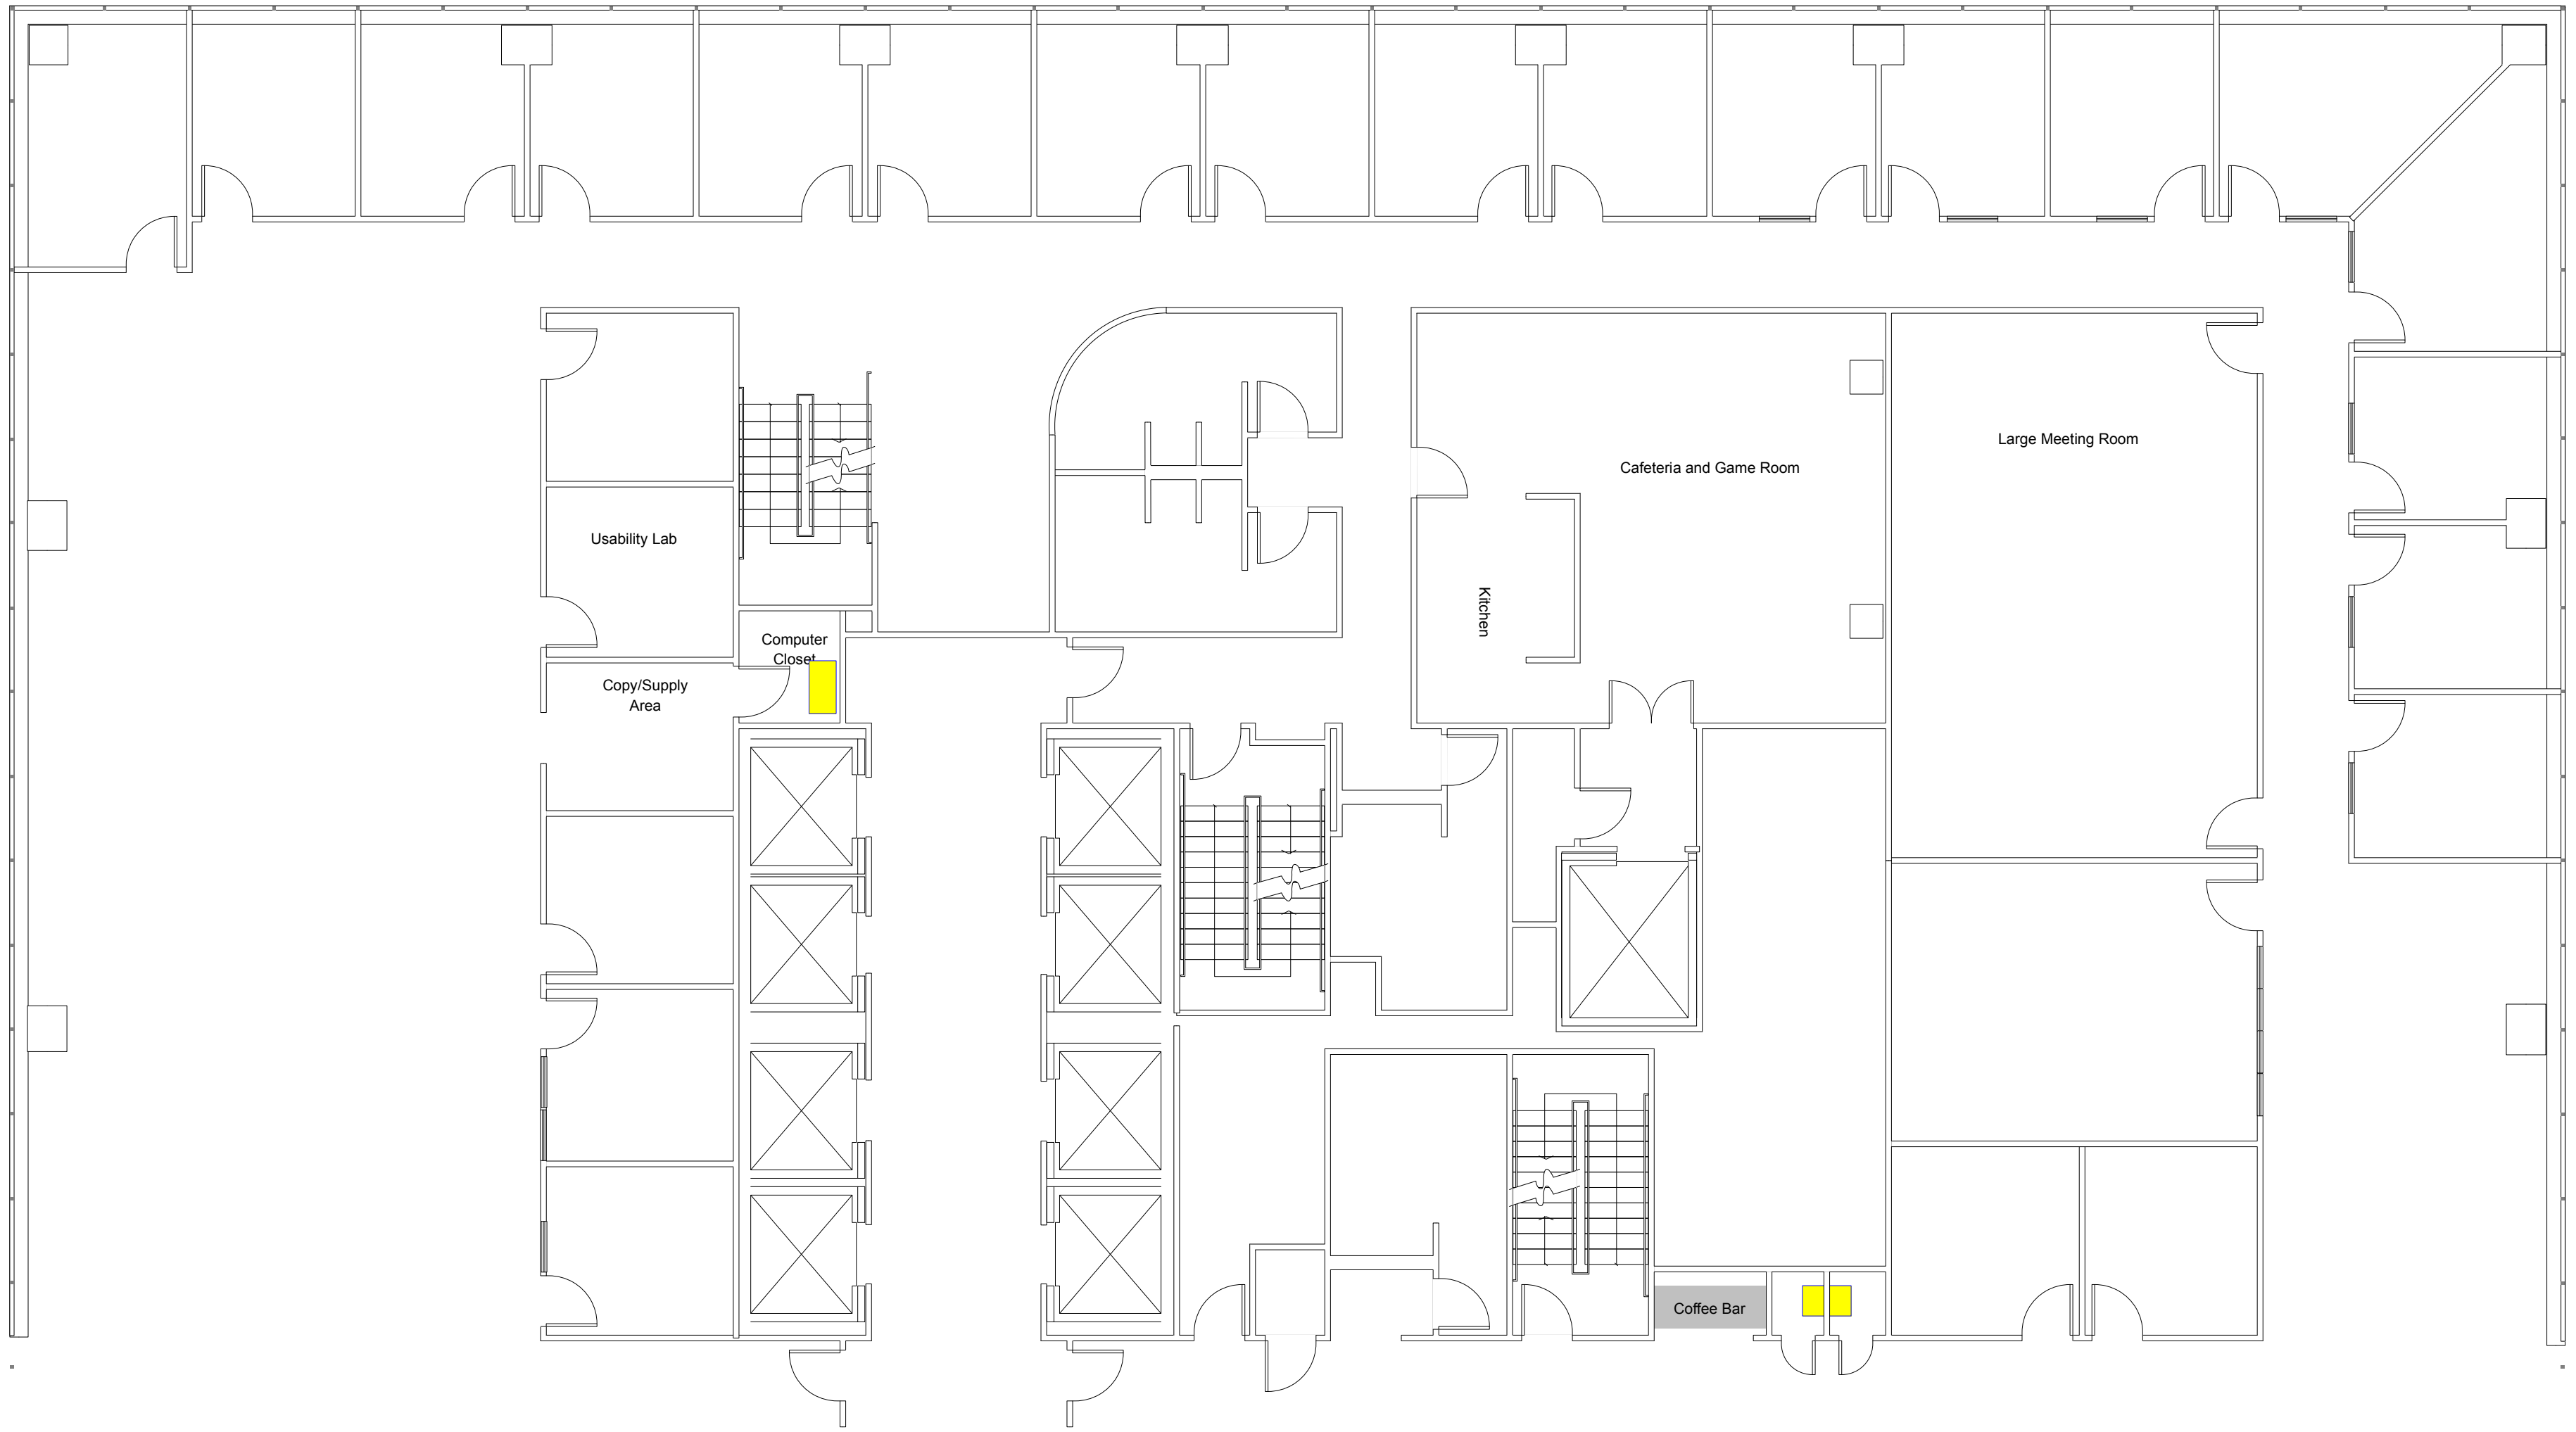 Large Meeting Room
Cafeteria and Game Room
Usability Lab
Kitchen
Computer
Closet
Copy/Supply
Area
Coffee Bar